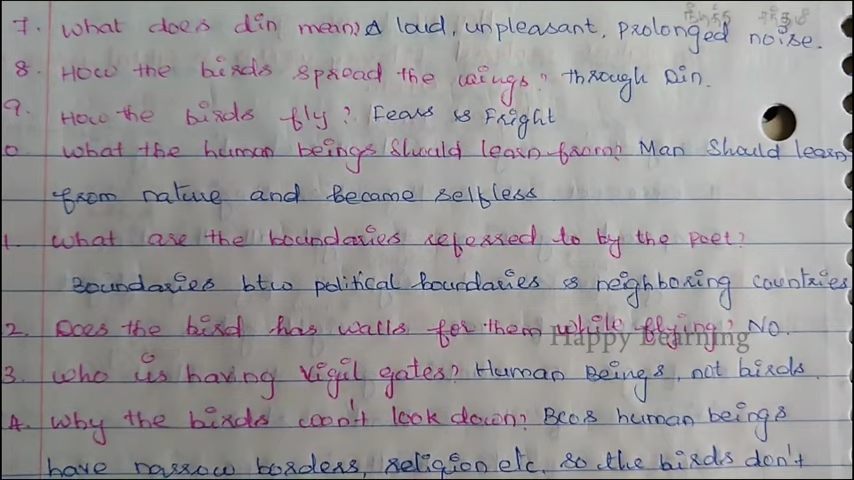 7. What does din mean? A loud, unpleasant, prolonged noise.
8. How the birds spread the wings? Through Din.
9. How the birds fly? Fears is Fright
0. What the human beings should learn from? Man should learn
from nature and became selfless
1. What are the boundaries referred to by the poet?
Boundaries btw political boundaries is neighboring countries
2. Does the bird has walls for them while flying? No.
Happy Learning
3. Who is having vigil gates? Human Beings, not birds.
4. Why the birds won't look down? Bcos human beings
have narrow borders, religion etc. so the birds don't